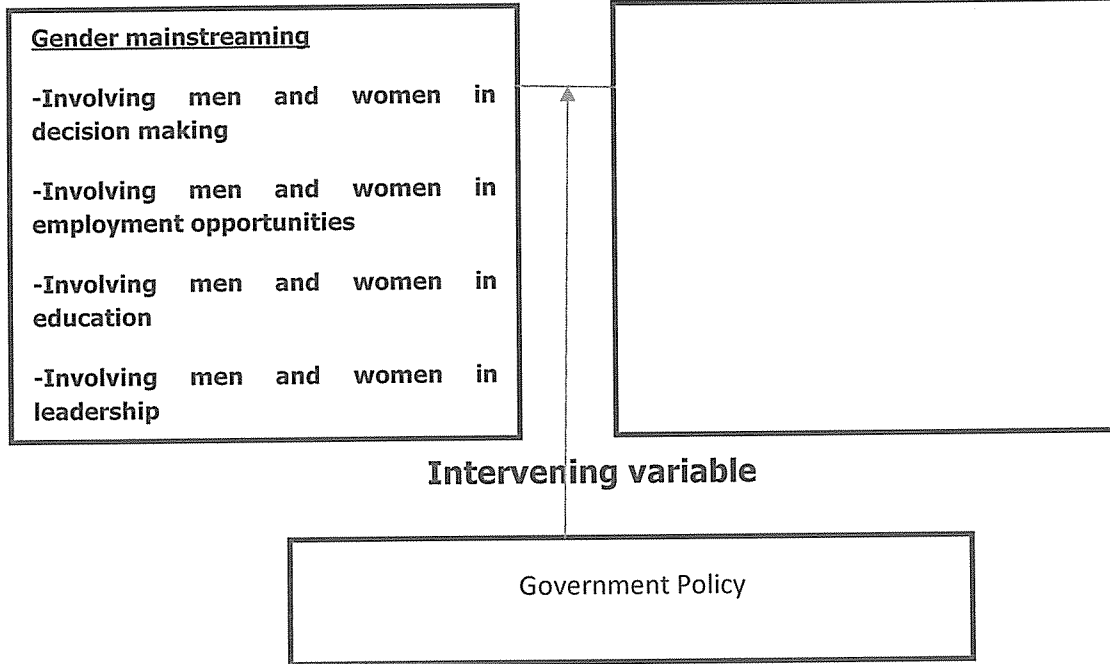 Gender mainstreaming
-Involving men and women in
decision making
-Involving men and women in
employment opportunities
-Involving men and women in
education
-Involving men and women in
leadership
Intervening variable
Government Policy